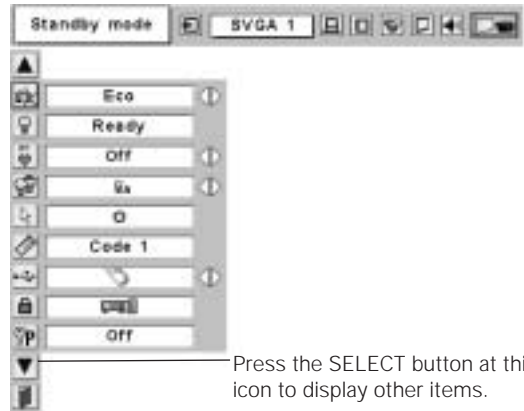 Standby mode
SVGA 1
Eco
Ready
Off
Off
Code 1
P
Off
Press the SELECT button at thi
icon to display other items.